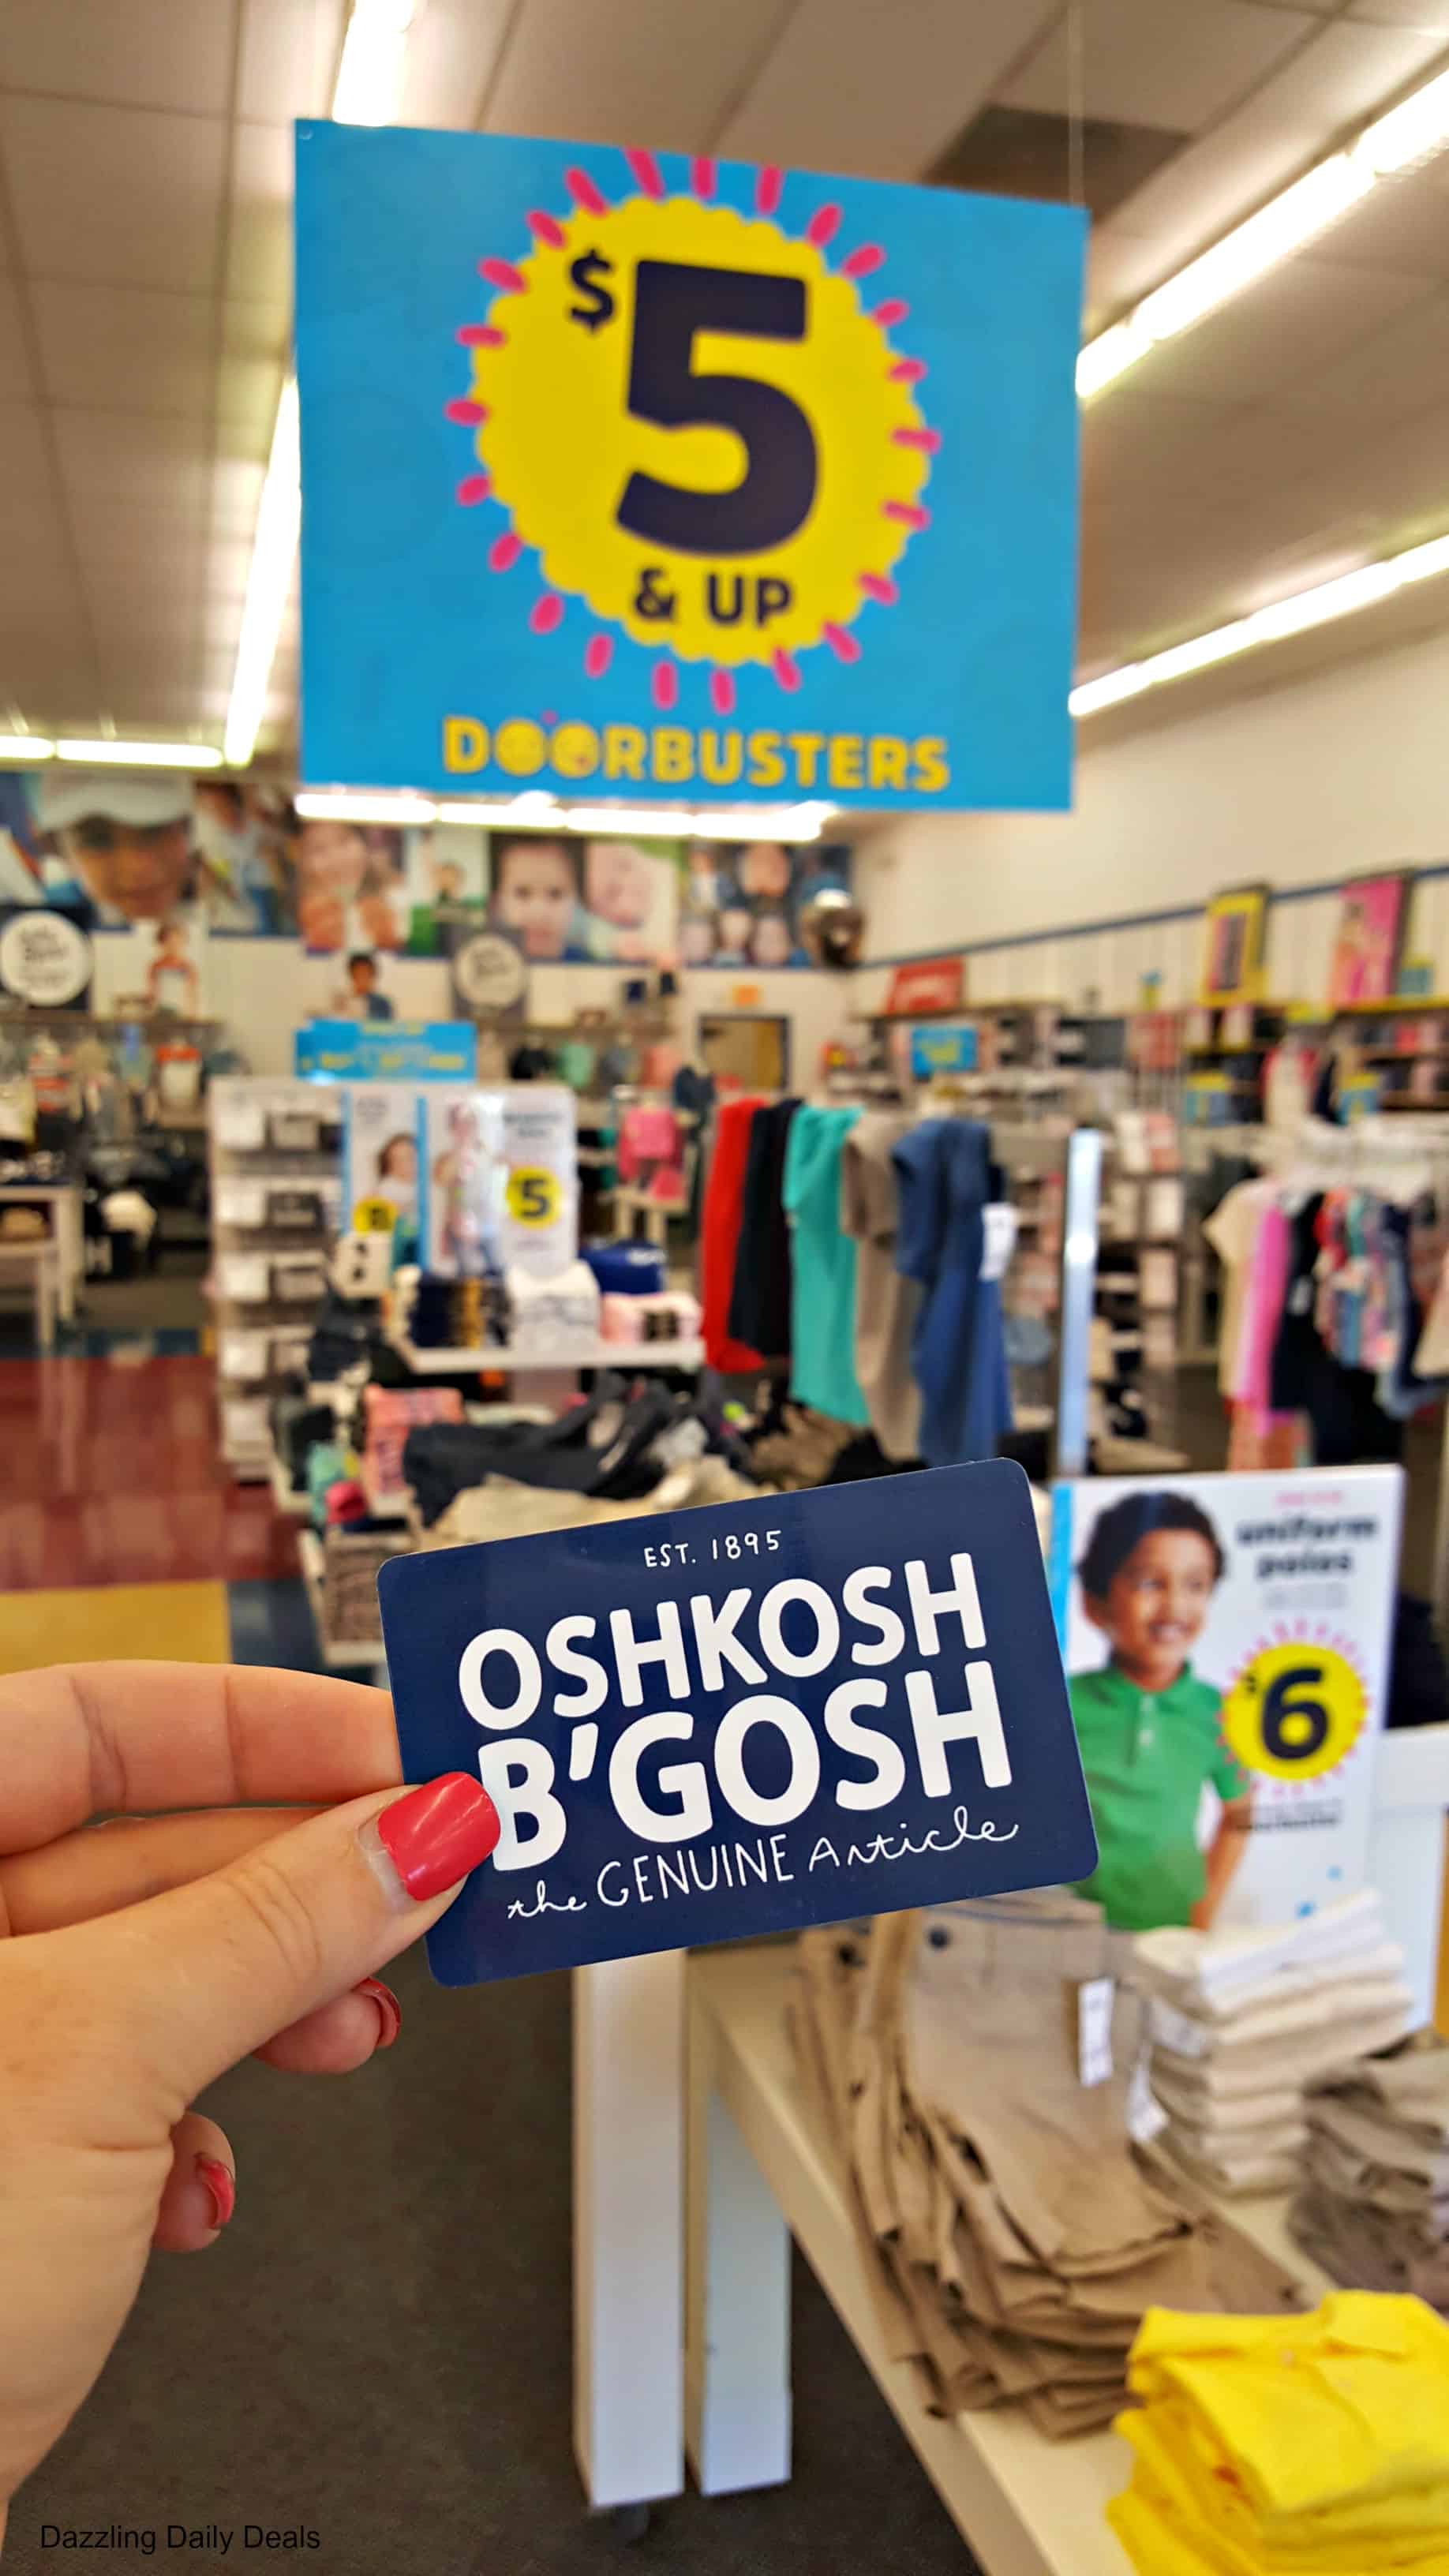 $5
& UP
DOORBUSTERS
5
EST. 1895
OSHKOSH
B'GOSH
the GENUINE Article
uniform
polos
$6
Dazzling Daily Deals